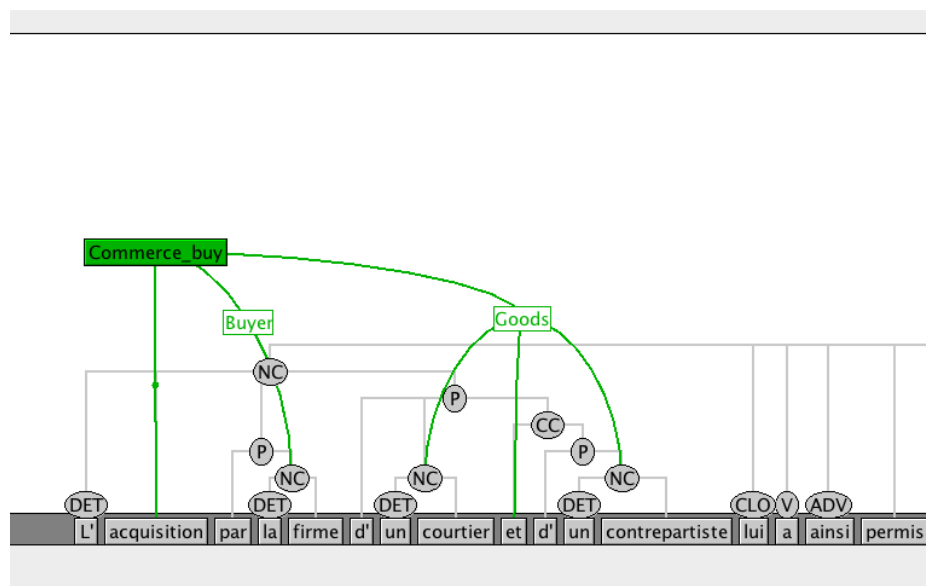 Commerce_buy
Buyer Goods
NC
P
CC
P P
NC NC NC
DET DET DET DET CLO V ADV
L' acquisition par la firme d' un courtier et d' un contrepartiste lui a ainsi permis